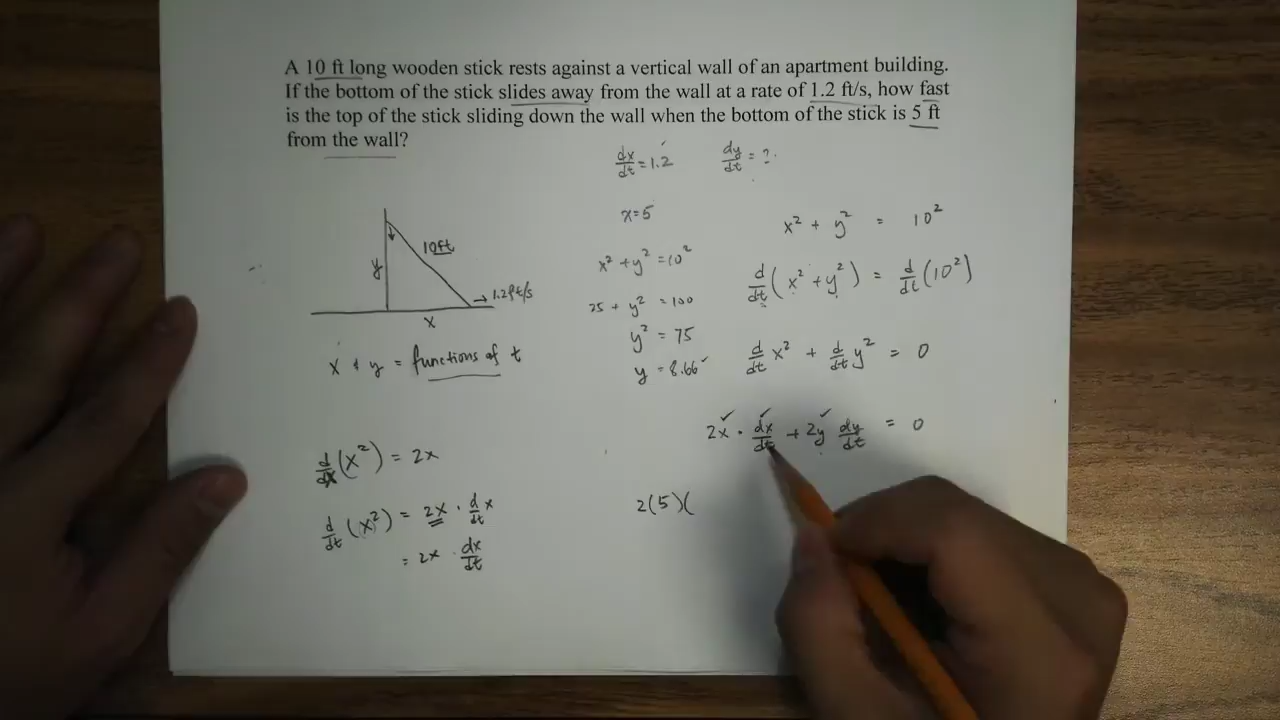 A 10 ft long wooden stick rests against a vertical wall of an apartment building.
If the bottom of the stick slides away from the wall at a rate of 1.2 ft/s, how fast
is the top of the stick sliding down the wall when the bottom of the stick is 5 ft
from the wall?
dx/dt = 1.2
dy/dt = ?
y
10ft
→ 1.2ft/s
x
x + y = functions of t
d/dx (x²) = 2x
d/dt (x²) = 2x · d/dt x
= 2x · dx/dt
x=5
x² + y² = 10²
25 + y² = 100
y² = 75
y = 8.66 ✓
x² + y² = 10²
d/dt (x² + y²) = d/dt (10²)
d/dt x² + d/dt y² = 0
2x · dx/dt + 2y dy/dt = 0
2(5)(